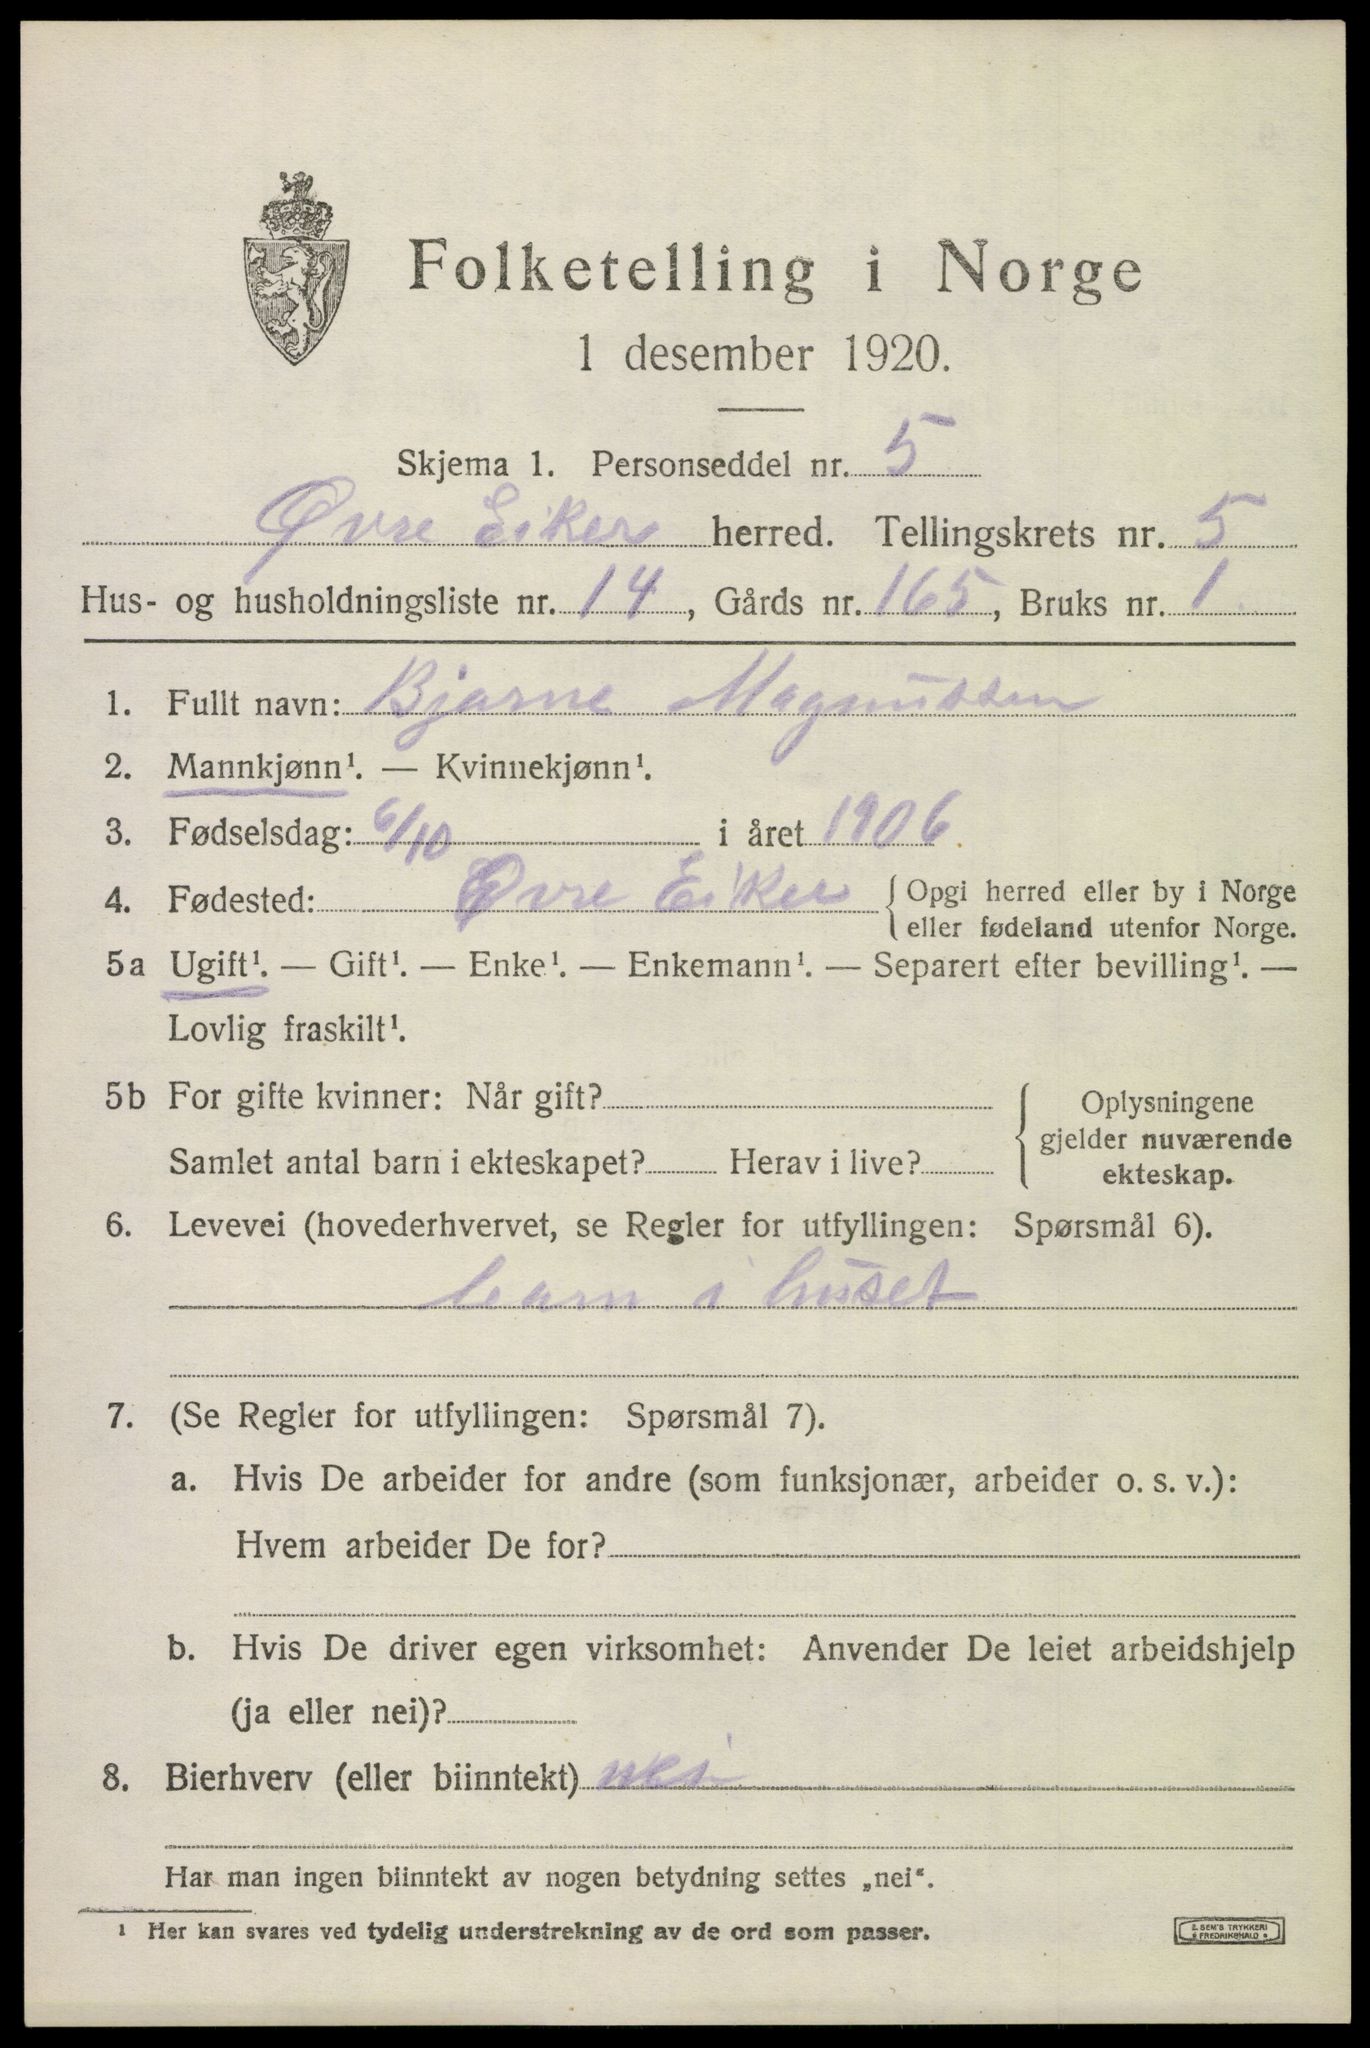 Folketelling i Norge
1 desember 1920.
Skjema 1. Personseddel nr. 5
Øvre Eiker herred. Tellingskrets nr. 5
Hus- og husholdningsliste nr. 14, Gårds nr. 165, Bruks nr. 1
1. Fullt navn: Bjarne Magnussen
2. Mannkjønn¹. — Kvinnekjønn¹.
3. Fødselsdag: 6/10 i året 1906
4. Fødested: Øvre Eiker { Opgi herred eller by i Norge
eller fødeland utenfor Norge.
5a Ugift¹. — Gift¹. — Enke¹. — Enkemann¹. — Separert efter bevilling¹. —
Lovlig fraskilt¹.
5b For gifte kvinner: Når gift?
Samlet antal barn i ekteskapet? Herav i live?
{ Oplysningene
gjelder nuværende
ekteskap.
6. Levevei (hovederhvervet, se Regler for utfyllingen: Spørsmål 6).
barn i huset
7. (Se Regler for utfyllingen: Spørsmål 7).
a. Hvis De arbeider for andre (som funksjonær, arbeider o. s. v.):
Hvem arbeider De for?
b. Hvis De driver egen virksomhet: Anvender De leiet arbeidshjelp
(ja eller nei)?
8. Bierhverv (eller biinntekt) nei
Har man ingen biinntekt av nogen betydning settes „nei“.
¹ Her kan svares ved tydelig understrekning av de ord som passer.
E. SEM'S TRYKKERI
FREDRIKSHALD